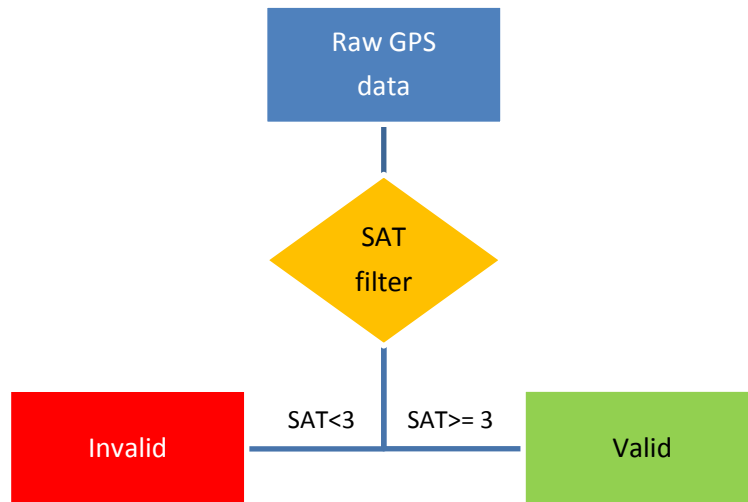 Raw GPS
data
SAT
filter
SAT<3
SAT>= 3
Invalid
Valid